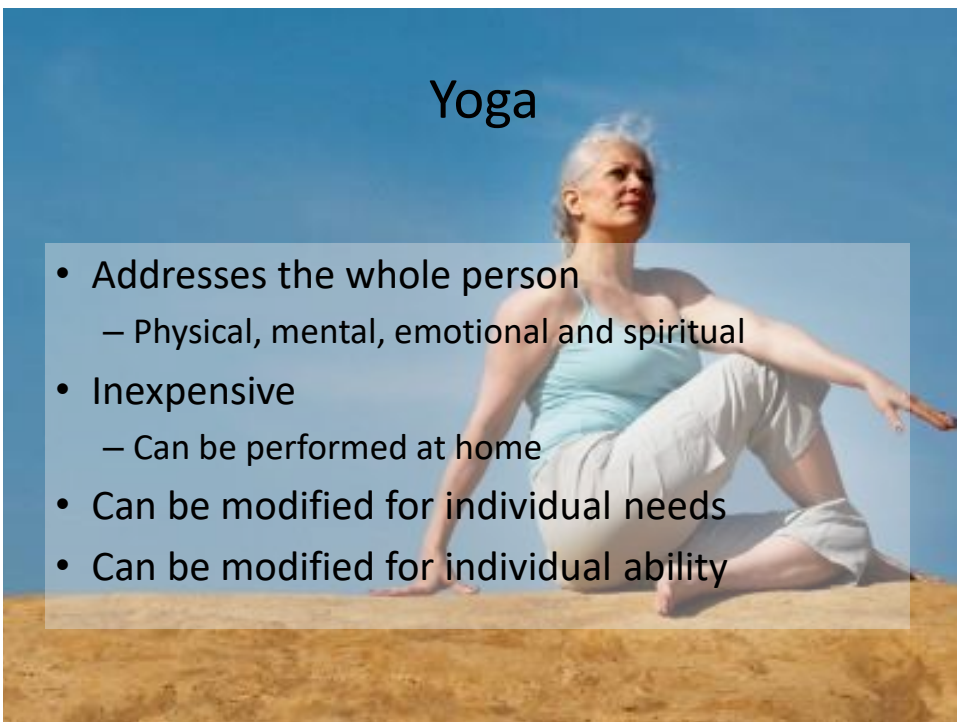 Yoga
• Addresses the whole person
– Physical, mental, emotional and spiritual
• Inexpensive
– Can be performed at home
• Can be modified for individual needs
• Can be modified for individual ability